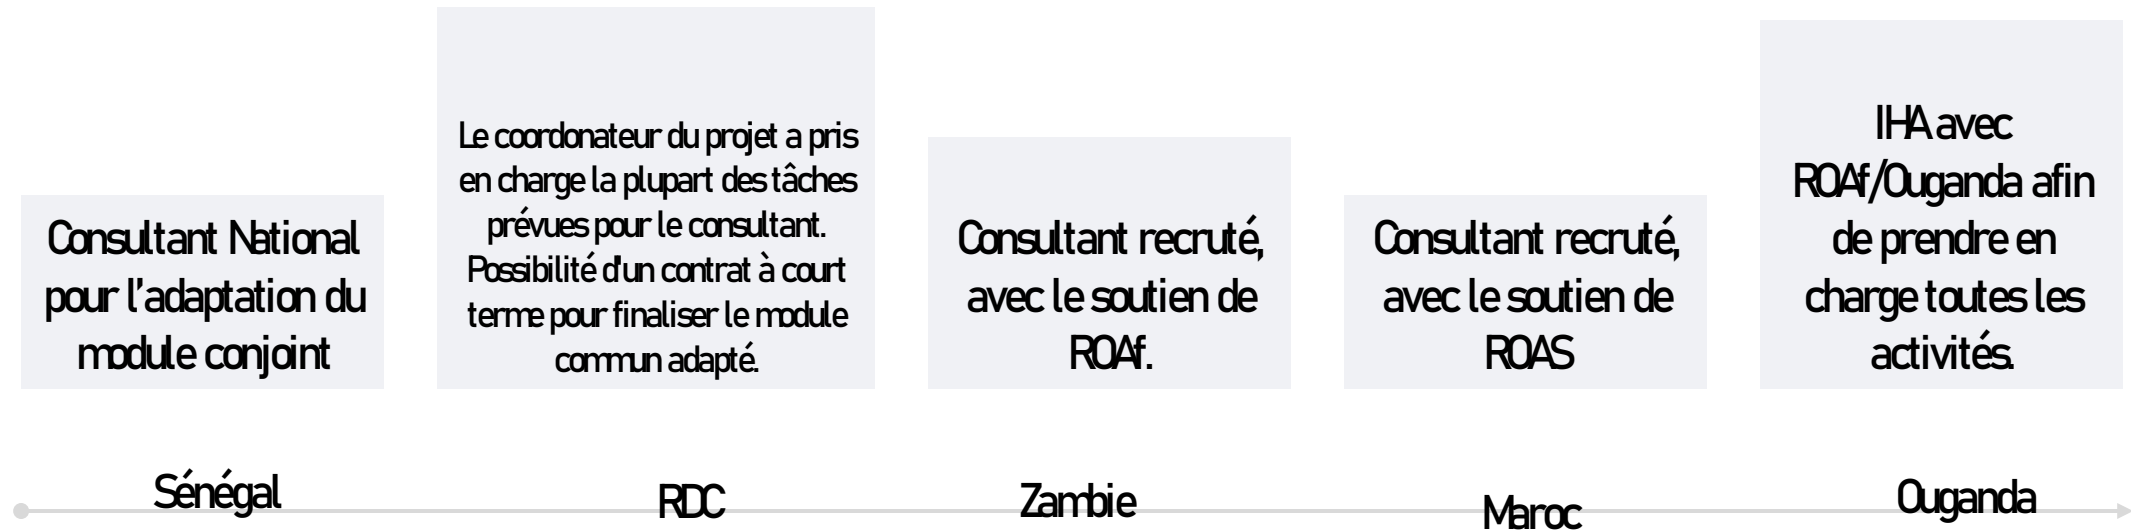 Consultant National
pour l'adaptation du
module conjoint
Le coordonateur du projet a pris
en charge la plupart des tâches
prévues pour le consultant.
Possibilité d'un contrat à court
terme pour finaliser le module
commun adapté.
Consultant recruté,
avec le soutien de
ROAf.
Consultant recruté,
avec le soutien de
ROAS
IHA avec
ROAf/Ouganda afin
de prendre en
charge toutes les
activités.
Sénégal
RDC
Zambie
Maroc
Ouganda